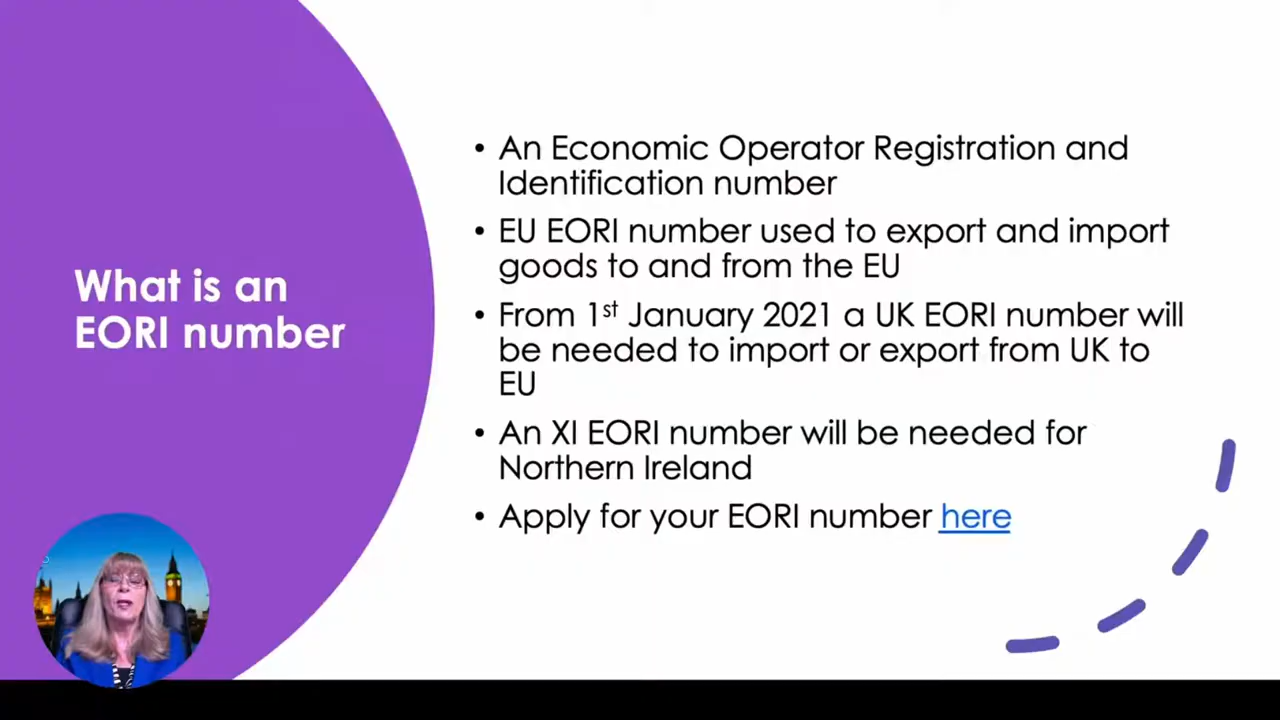 What is an
EORI number
• An Economic Operator Registration and
Identification number
• EU EORI number used to export and import
goods to and from the EU
• From 1st January 2021 a UK EORI number will
be needed to import or export from UK to
EU
• An XI EORI number will be needed for
Northern Ireland
• Apply for your EORI number here